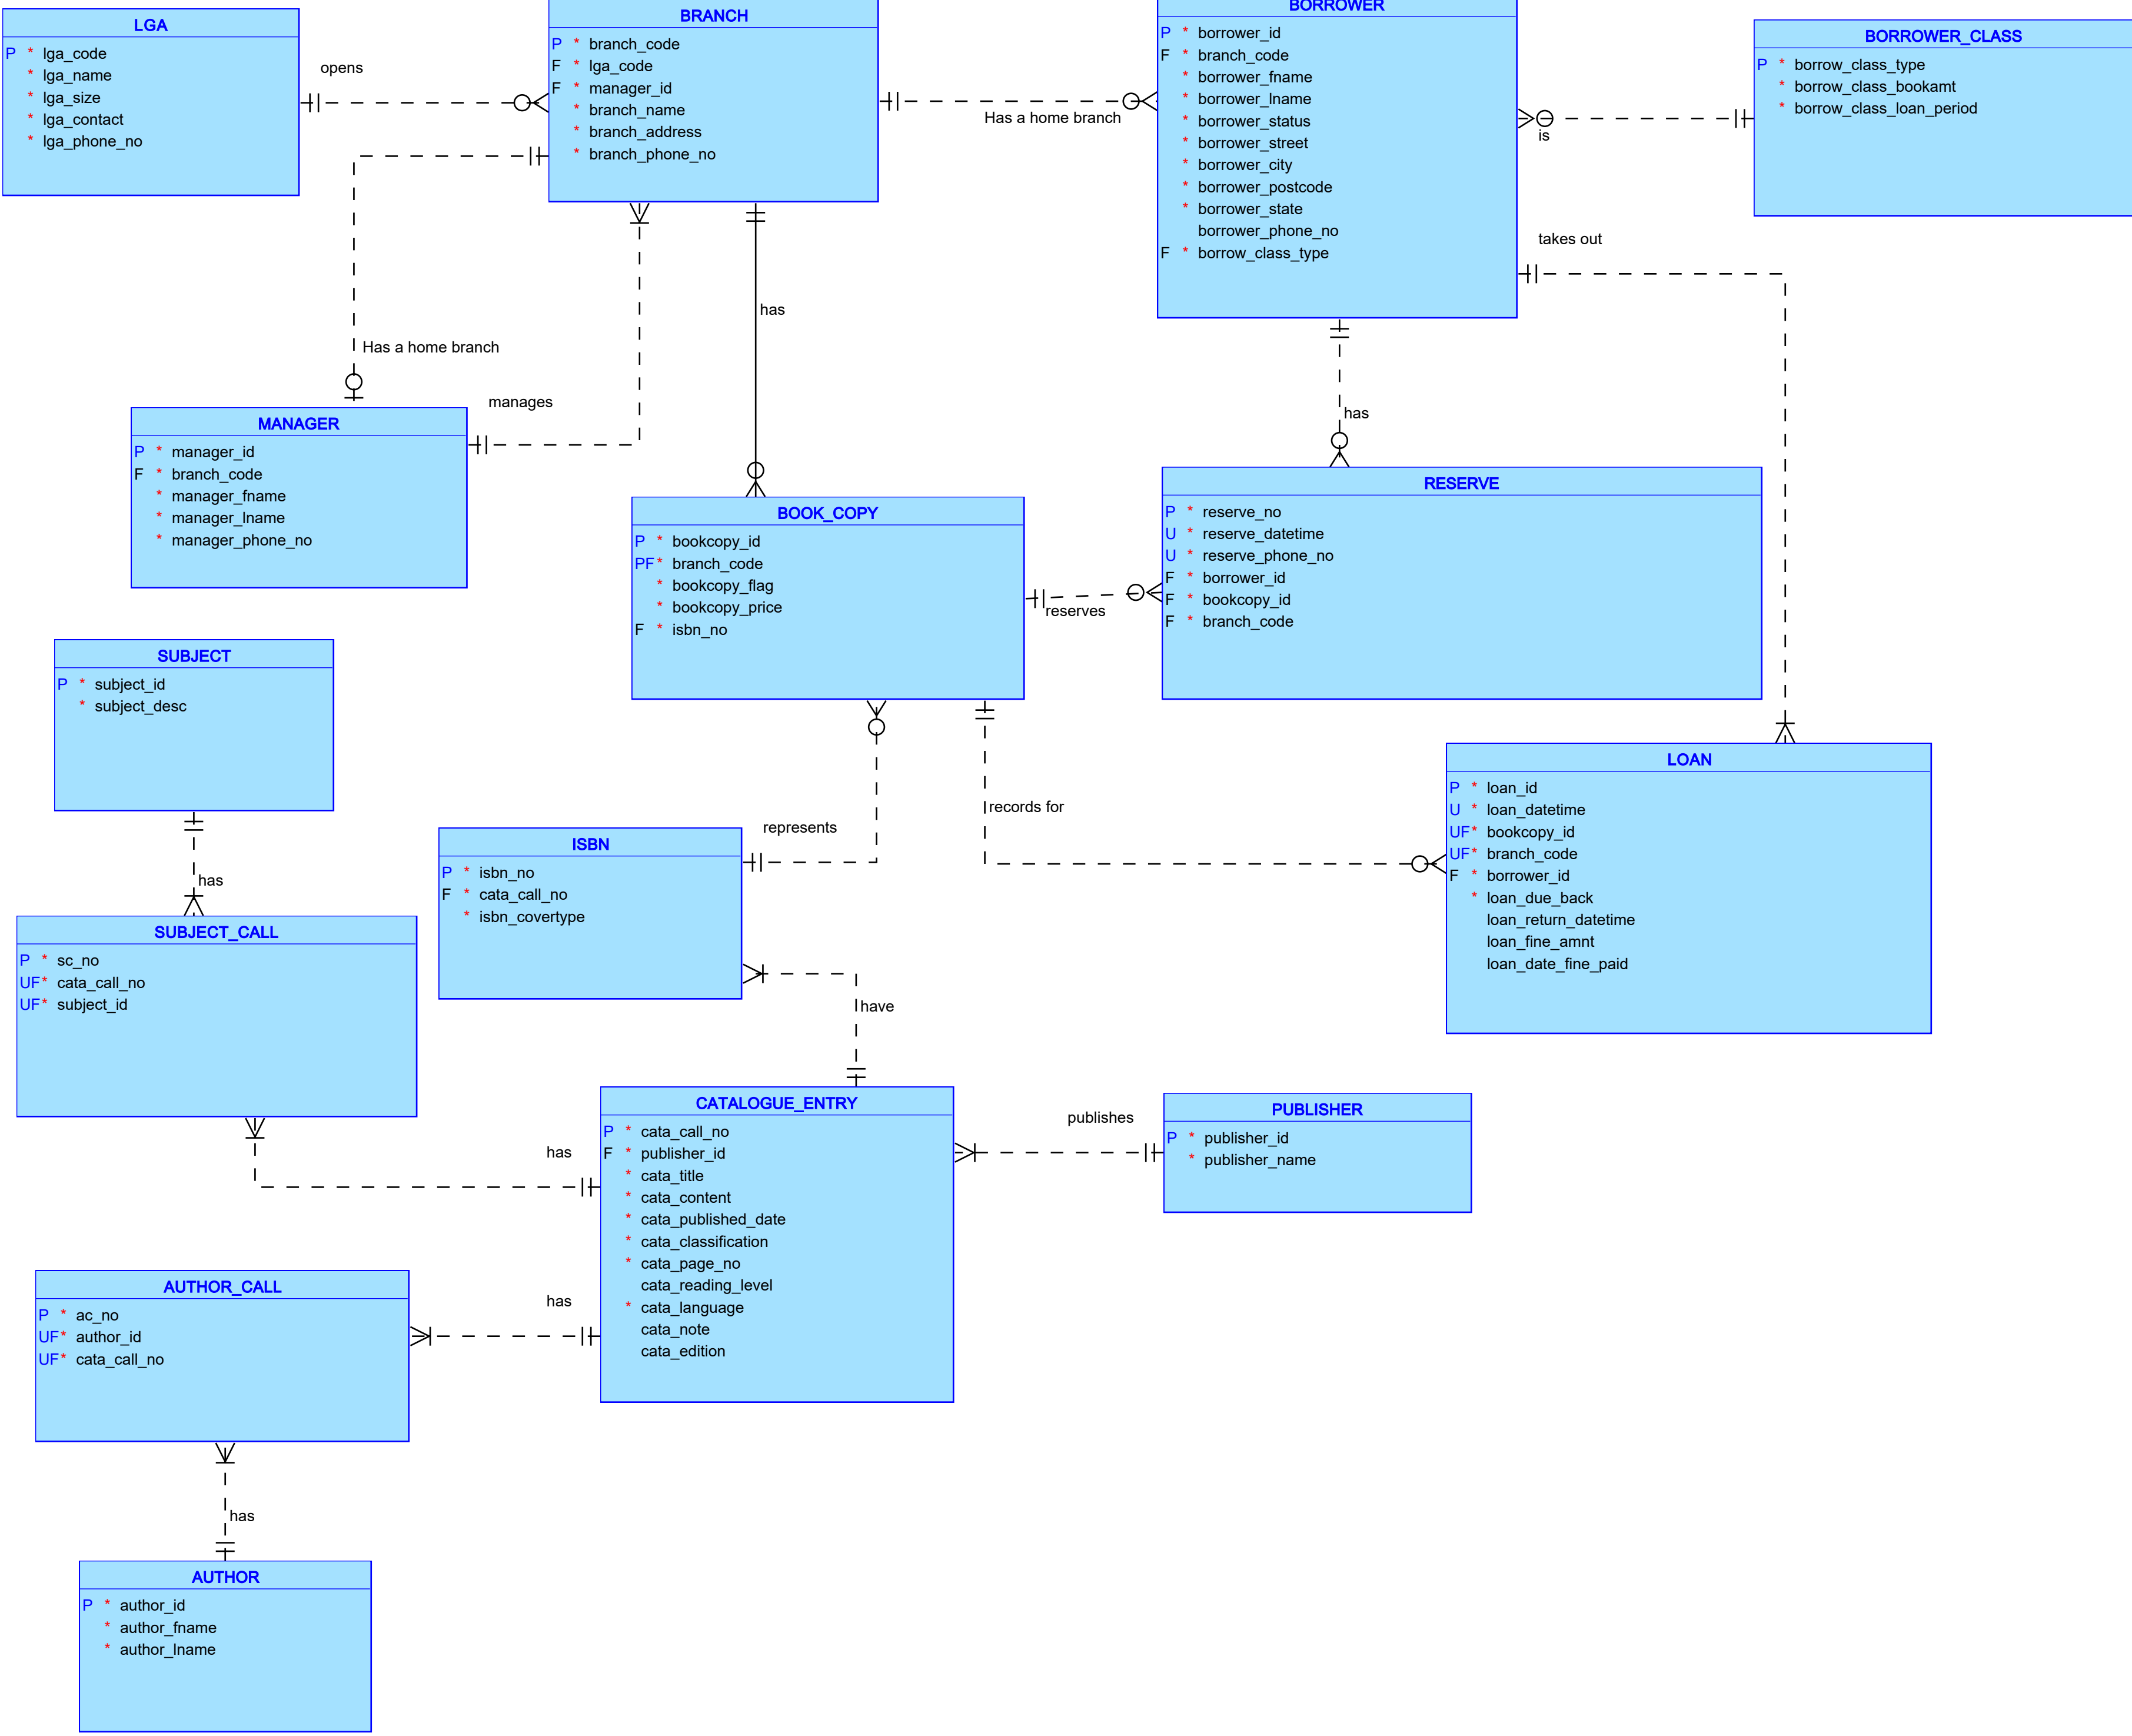 LGA
P * lga_code
* lga_name
* lga_size
* lga_contact
* lga_phone_no
opens
BRANCH
P * branch_code
F * lga_code
F * manager_id
* branch_name
* branch_address
* branch_phone_no
Has a home branch
BORROWER
P * borrower_id
F * branch_code
* borrower_fname
* borrower_lname
* borrower_status
* borrower_street
* borrower_city
* borrower_postcode
* borrower_state
borrower_phone_no
F * borrow_class_type
is
BORROWER_CLASS
P * borrow_class_type
* borrow_class_bookamt
* borrow_class_loan_period
takes out
has
Has a home branch
manages
has
MANAGER
P * manager_id
F * branch_code
* manager_fname
* manager_lname
* manager_phone_no
BOOK_COPY
P * bookcopy_id
PF* branch_code
* bookcopy_flag
* bookcopy_price
F * isbn_no
reserves
RESERVE
P * reserve_no
U * reserve_datetime
U * reserve_phone_no
F * borrower_id
F * bookcopy_id
F * branch_code
SUBJECT
P * subject_id
* subject_desc
has
represents
records for
LOAN
P * loan_id
U * loan_datetime
UF* bookcopy_id
UF* branch_code
F * borrower_id
* loan_due_back
loan_return_datetime
loan_fine_amnt
loan_date_fine_paid
ISBN
P * isbn_no
F * cata_call_no
* isbn_covertype
have
SUBJECT_CALL
P * sc_no
UF* cata_call_no
UF* subject_id
has
CATALOGUE_ENTRY
P * cata_call_no
F * publisher_id
* cata_title
* cata_content
* cata_published_date
* cata_classification
* cata_page_no
cata_reading_level
* cata_language
cata_note
cata_edition
publishes
PUBLISHER
P * publisher_id
* publisher_name
has
AUTHOR_CALL
P * ac_no
UF* author_id
UF* cata_call_no
has
AUTHOR
P * author_id
* author_fname
* author_lname